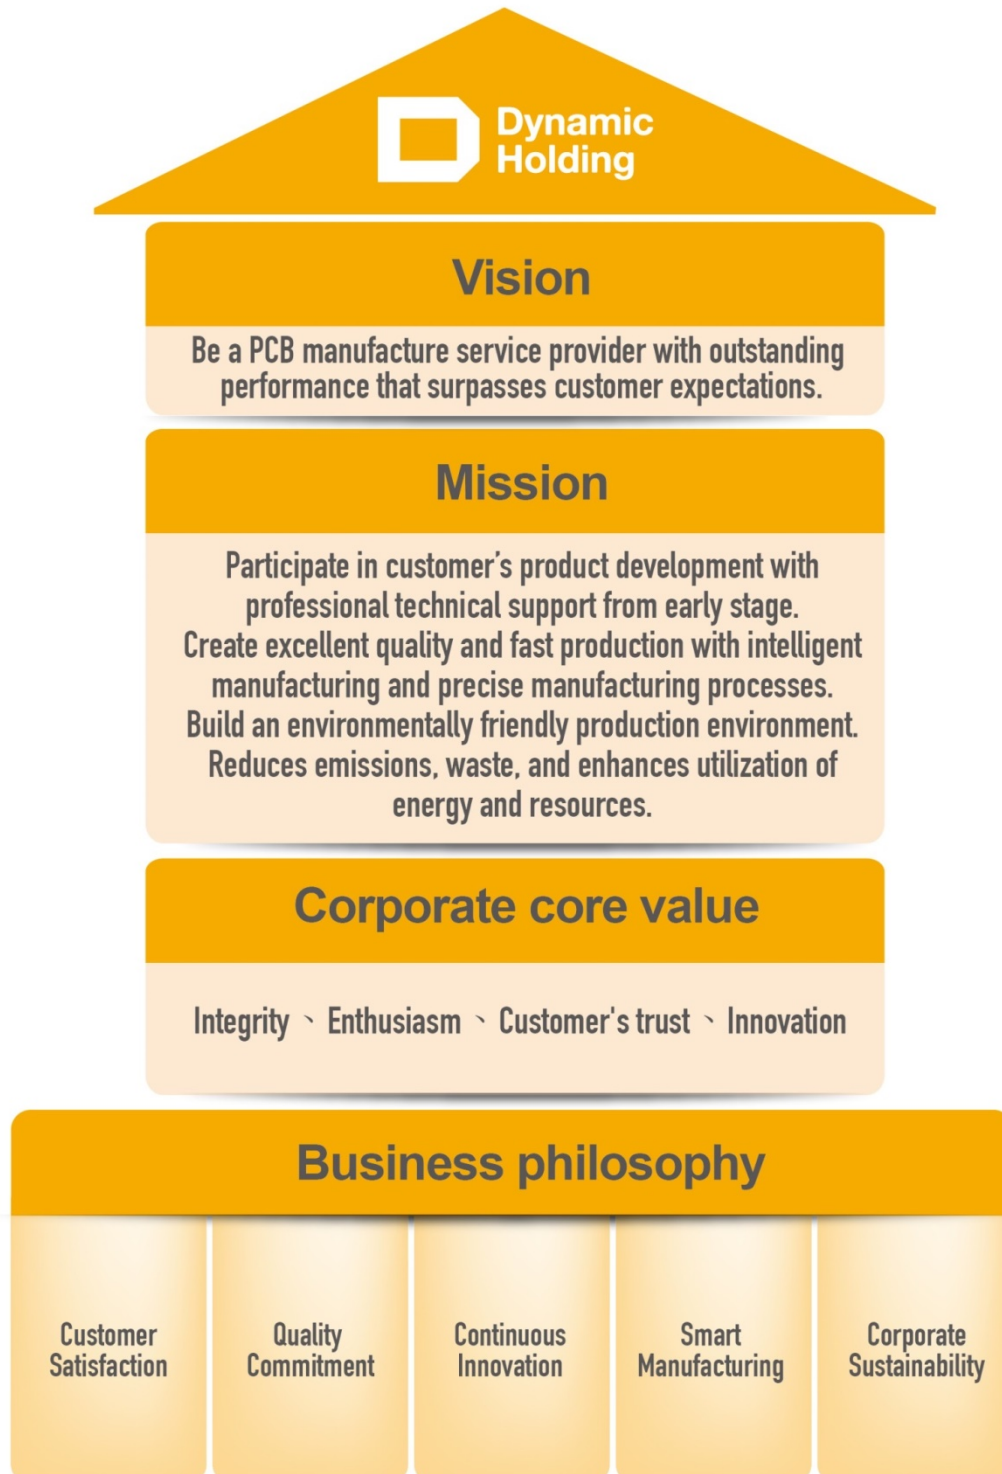 Dynamic
Holding
Vision
Be a PCB manufacture service provider with outstanding
performance that surpasses customer expectations.
Mission
Participate in customer’s product development with
professional technical support from early stage.
Create excellent quality and fast production with intelligent
manufacturing and precise manufacturing processes.
Build an environmentally friendly production environment.
Reduces emissions, waste, and enhances utilization of
energy and resources.
Corporate core value
Integrity、Enthusiasm、Customer's trust、Innovation
Business philosophy
Customer
Satisfaction
Quality
Commitment
Continuous
Innovation
Smart
Manufacturing
Corporate
Sustainability